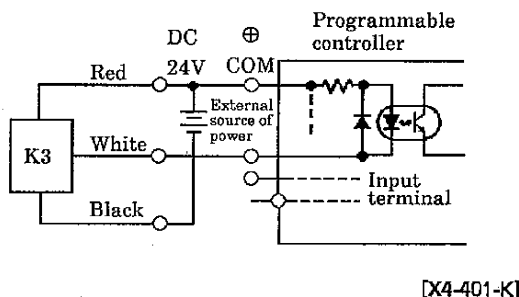 Programmable
controller
DC
24V
⊕
COM
Red
External
source of
power
K3
White
Input
terminal
Black
[X4-401-K]